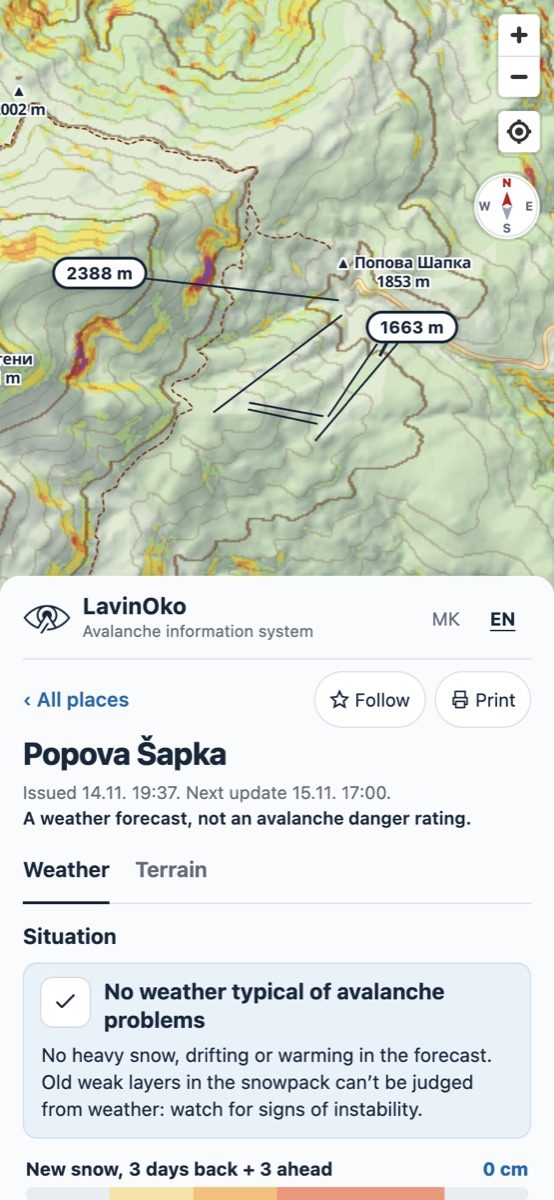 +
−
002 m
N
W E
S
Попова Шапка
1853 m
2388 m
1663 m
тени
m
LavinOko
Avalanche information system
MK EN
‹ All places
Follow
Print
Popova Šapka
Issued 14.11. 19:37. Next update 15.11. 17:00.
A weather forecast, not an avalanche danger rating.
Weather Terrain
Situation
No weather typical of avalanche
problems
No heavy snow, drifting or warming in the forecast.
Old weak layers in the snowpack can’t be judged
from weather: watch for signs of instability.
New snow, 3 days back + 3 ahead 0 cm